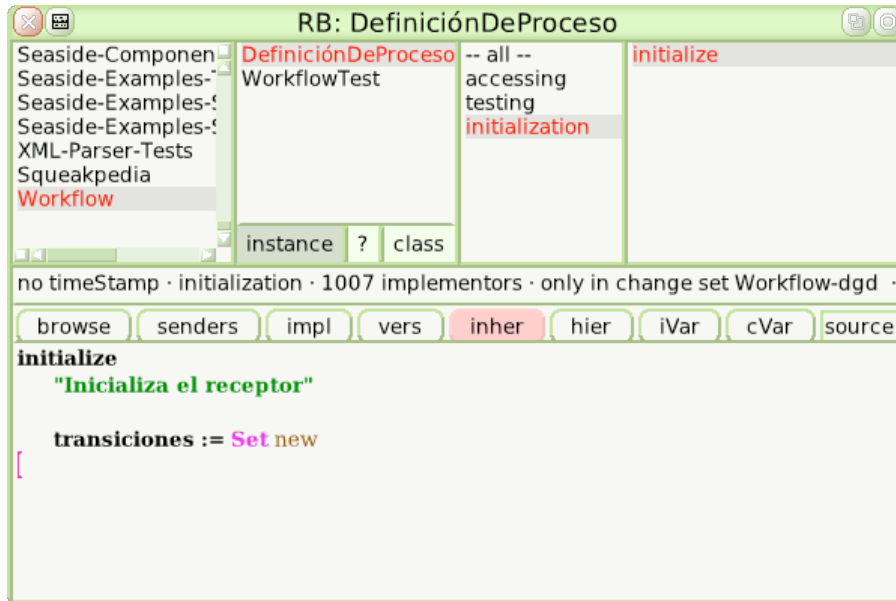 RB: DefiniciónDeProceso
Seaside-Componen
Seaside-Examples-
Seaside-Examples-
Seaside-Examples-
XML-Parser-Tests
Squeakpedia
Workflow
DefiniciónDeProceso
WorkflowTest
instance ? class
-- all --
accessing
testing
initialization
initialize
no timeStamp · initialization · 1007 implementors · only in change set Workflow-dgd ·
browse senders impl vers inher hier iVar cVar source
initialize
"Inicializa el receptor"
transiciones := Set new
[